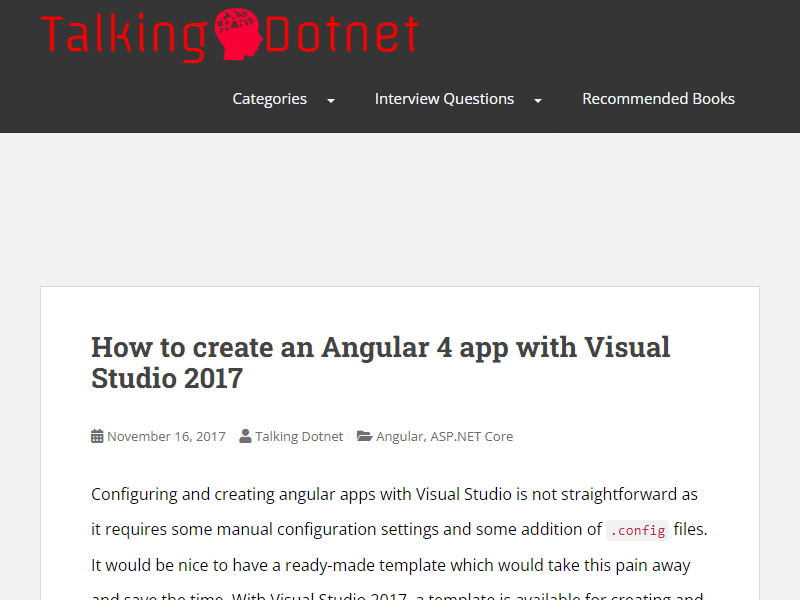 Talking Dotnet
Categories Interview Questions Recommended Books
How to create an Angular 4 app with Visual
Studio 2017
November 16, 2017 Talking Dotnet Angular, ASP.NET Core
Configuring and creating angular apps with Visual Studio is not straightforward as
it requires some manual configuration settings and some addition of .config files.
It would be nice to have a ready-made template which would take this pain away
and save the time. With Visual Studio 2017, a template is available for creating and